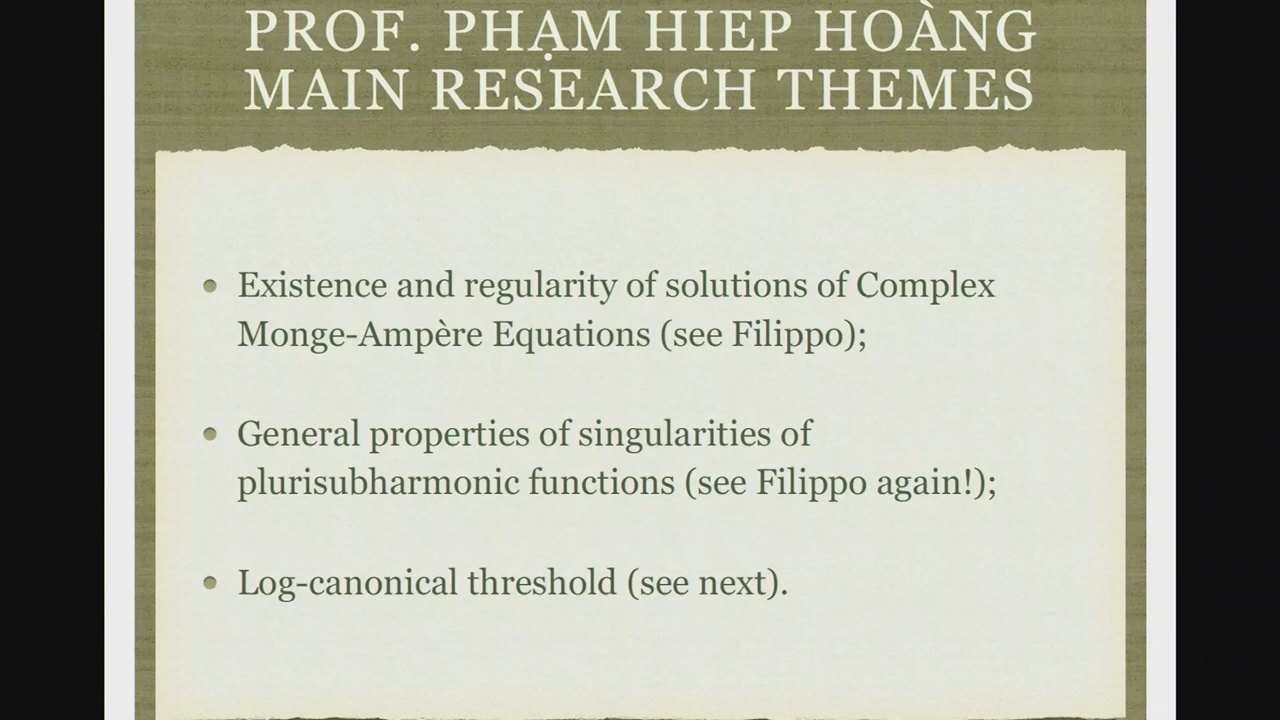 PROF. PHẠM HIEP HOÀNG
MAIN RESEARCH THEMES
• Existence and regularity of solutions of Complex
Monge-Ampère Equations (see Filippo);
• General properties of singularities of
plurisubharmonic functions (see Filippo again!);
• Log-canonical threshold (see next).